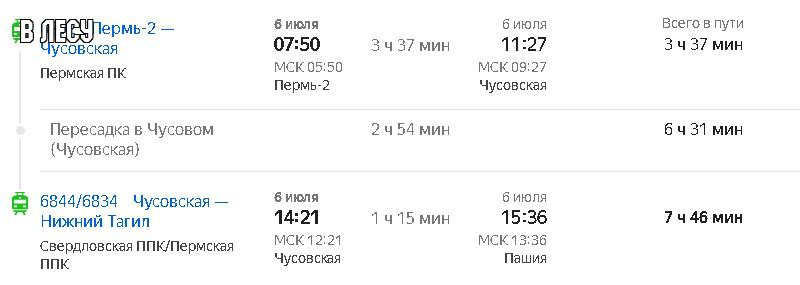 В ЛЕСУ
Пермь-2 —
Чусовская
Пермская ПК
6 июля
07:50
МСК 05:50
Пермь-2
3 ч 37 мин
6 июля
11:27
МСК 09:27
Чусовская
Всего в пути
3 ч 37 мин
Пересадка в Чусовом
(Чусовская)
2 ч 54 мин
6 ч 31 мин
6844/6834 Чусовская —
Нижний Тагил
Свердловская ППК/Пермская
ППК
6 июля
14:21
МСК 12:21
Чусовская
1 ч 15 мин
6 июля
15:36
МСК 13:36
Пашия
7 ч 46 мин